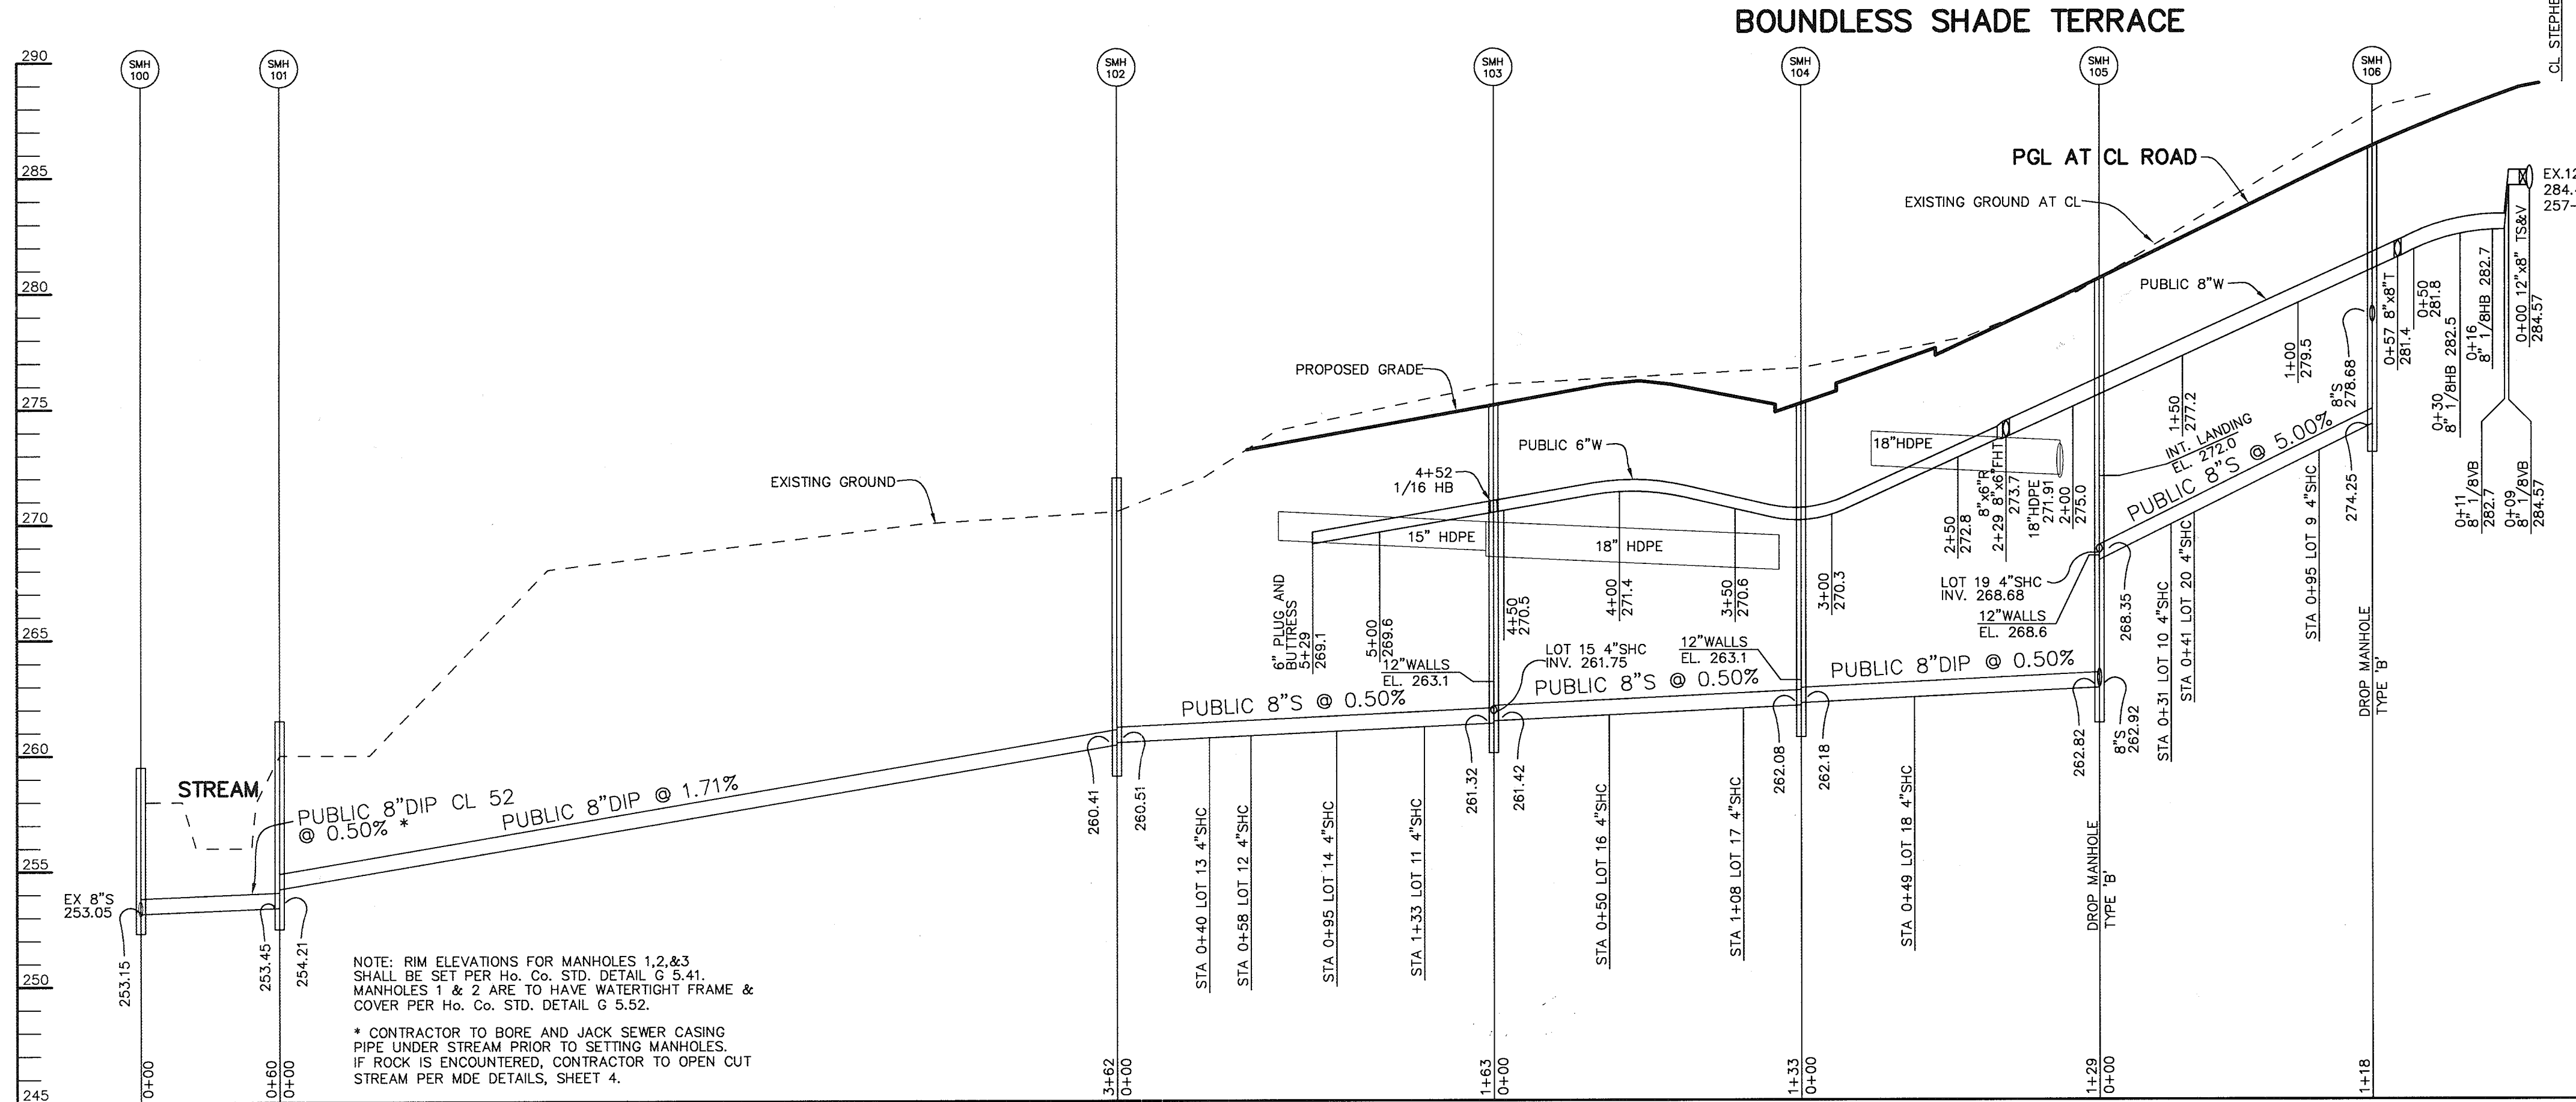 BOUNDLESS SHADE TERRACE
CL STEPHE
290
285
280
275
270
265
260
255
250
245
SMH
100
SMH
101
SMH
102
SMH
103
SMH
104
SMH
105
SMH
106
PGL AT CL ROAD
EXISTING GROUND AT CL
PUBLIC 8"W
EX.12
284.
257-
PROPOSED GRADE
EXISTING GROUND
PUBLIC 6"W
4+52
1/16 HB
15" HDPE
18" HDPE
18"HDPE
6" PLUG AND
BUTTRESS
5+29
269.1
5+00
269.6
4+50
270.5
4+00
271.4
3+50
270.6
3+00
270.3
2+50
272.8
8"x6"R
2+29 8"x6"FHT
273.7
18"HDPE
271.91
2+00
275.0
1+50
277.2
1+00
279.5
8"S
278.68
0+57 8"x8"T
281.4
0+50
281.8
0+30
8" 1/8HB 282.5
0+16
8" 1/8HB 282.7
0+00 12"x8" TS&V
284.57
0+11
8" 1/8VB
282.7
0+09
8" 1/8VB
284.57
INT. LANDING
EL. 272.0
PUBLIC 8"S @ 5.00%
274.25
LOT 19 4"SHC
INV. 268.68
12"WALLS
EL. 268.6
268.35
STA 0+31 LOT 10 4"SHC
STA 0+41 LOT 20 4"SHC
STA 0+95 LOT 9 4"SHC
DROP MANHOLE
TYPE 'B'
12"WALLS
EL. 263.1
LOT 15 4"SHC
INV. 261.75
12"WALLS
EL. 263.1
PUBLIC 8"S @ 0.50%
PUBLIC 8"S @ 0.50%
PUBLIC 8"DIP @ 0.50%
260.41
260.51
261.32
261.42
262.08
262.18
262.82
8"S
262.92
STA 0+40 LOT 13 4"SHC
STA 0+58 LOT 12 4"SHC
STA 0+95 LOT 14 4"SHC
STA 1+33 LOT 11 4"SHC
STA 0+50 LOT 16 4"SHC
STA 1+08 LOT 17 4"SHC
STA 0+49 LOT 18 4"SHC
DROP MANHOLE
TYPE 'B'
STREAM
PUBLIC 8"DIP CL 52
@ 0.50% *
PUBLIC 8"DIP @ 1.71%
EX 8"S
253.05
253.15
253.45
254.21
NOTE: RIM ELEVATIONS FOR MANHOLES 1,2,&3
SHALL BE SET PER Ho. Co. STD. DETAIL G 5.41.
MANHOLES 1 & 2 ARE TO HAVE WATERTIGHT FRAME &
COVER PER Ho. Co. STD. DETAIL G 5.52.
* CONTRACTOR TO BORE AND JACK SEWER CASING
PIPE UNDER STREAM PRIOR TO SETTING MANHOLES.
IF ROCK IS ENCOUNTERED, CONTRACTOR TO OPEN CUT
STREAM PER MDE DETAILS, SHEET 4.
0+00
0+60
0+00
3+62
0+00
1+63
0+00
1+33
0+00
1+29
0+00
1+18